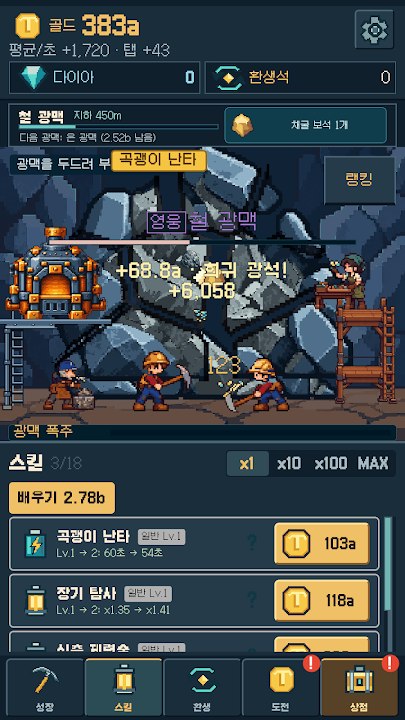 골드 383a
평균/초 +1,720 · 탭 +43
다이아 0
환생석 0
철 광맥 지하 450m
다음 광맥: 은 광맥 (2.52b 남음)
채굴 보석 1개
광맥을 두드려 부
곡괭이 난타
랭킹
영웅 철 광맥
+68.8a · 희귀 광석!
+6,058
123
광맥 폭주
스킬 3/18
x1 x10 x100 MAX
배우기 2.78b
곡괭이 난타 일반 Lv.1
Lv.1 → 2: 60초 → 54초
? 103a
장기 탐사 일반 Lv.1
Lv.1 → 2: x1.35 → x1.41
? 118a
일반 Lv.1
성장
스킬
환생
도전 !
상점 !